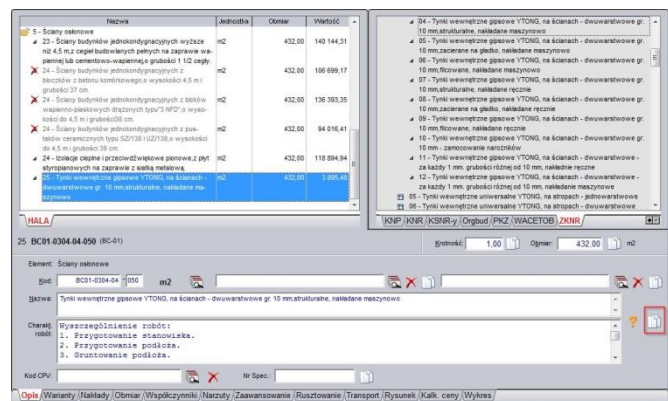 Nazwa Jednostka Obmiar Wartość
5 - Ściany osłonowe
23 - Ściany budynków jednokondygnacyjnych wyższe m2 432,00 140 144,31
niż 4,5 m,z cegieł budowlanych pełnych na zaprawie wa-
piennej lub cementowo-wapiennej,o grubości 1 1/2 cegły.
24 - Ściany budynków jednokondygnacyjnych z m2 432,00 106 699,17
bloczków z betonu komórkowego,o wysokości 4,5 m i
grubości 37 cm.
24 - Ściany budynków jednokondygnacyjnych z bloków m2 432,00 136 393,35
wapienno-piaskowych drążonych typu"3 NFD",o wyso-
kości do 4,5 m i grubości38 cm.
24 - Ściany budynków jednokondygnacyjnych z pus- m2 432,00 94 016,41
taków ceramicznych typu SZ/138 i UZ/138,o wysokości
do 4,5 m i grubości 39 cm.
24 - Izolacje cieplne i przeciwdźwiękowe pionowe,z płyt m2 432,00 118 894,94
styropianowych na zaprawie z siatką metalową.
25 - Tynki wewnętrzne gipsowe YTONG, na ścianach - m2 432,00 3 895,48
dwuwarstwowe gr. 10 mm,strukturalne, nakładane ma-
szynowo
HALA
04 - Tynki wewnętrzne gipsowe YTONG, na ścianach - dwuwarstwowe gr.
10 mm,strukturalne, nakładane maszynowo
05 - Tynki wewnętrzne gipsowe YTONG, na ścianach - dwuwarstwowe gr.
10 mm,zacierane na gładko, nakładane maszynowo
06 - Tynki wewnętrzne gipsowe YTONG, na ścianach - dwuwarstwowe gr.
10 mm,filcowane, nakładane maszynowo
07 - Tynki wewnętrzne gipsowe YTONG, na ścianach - dwuwarstwowe gr.
10 mm,strukturalne, nakładane ręcznie
08 - Tynki wewnętrzne gipsowe YTONG, na ścianach - dwuwarstwowe gr.
10 mm,zacierane na gładko, nakładane ręcznie
09 - Tynki wewnętrzne gipsowe YTONG, na ścianach - dwuwarstwowe gr.
10 mm,filcowane, nakładane ręcznie
10 - Tynki wewnętrzne gipsowe YTONG, na ścianach - dwuwarstwowe gr.
10 mm - zamocowanie narożników
11 - Tynki wewnętrzne gipsowe YTONG, na ścianach - dwuwarstwowe -
za każdy 1 mm. grubości różnej od 10 mm, nakładnie ręczne
12 - Tynki wewnętrzne gipsowe YTONG, na ścianach - dwuwarstwowe -
za każdy 1 mm. grubości różnej od 10 mm, nakładanie maszynowe
05 - Tynki wewnętrzne uniwersalne YTONG, na stropach - jednowarstwowe
06 - Tynki wewnętrzne uniwersalne YTONG, na stropach - dwuwarstwowe
KNP KNR KSNR-y Orgbud PKZ WACETOB ZKNR
25 BC01-0304-04-050 (BC-01) Krotność: 1,00 Obmiar: 432,00 m2
Element: Ściany osłonowe
Kod: BC01-0304-04 - 050 m2
Nazwa: Tynki wewnętrzne gipsowe YTONG, na ścianach - dwuwarstwowe gr. 10 mm,strukturalne, nakładane maszynowo
Charakt. robót: Wyszczególnienie robót:
1. Przygotowanie stanowiska.
2. Przygotowanie podłoża.
3. Gruntowanie podłoża.
?
Kod CPV: Nr Spec.:
Opis Warianty Nakłady Obmiar Współczynniki Narzuty Zaawansowanie Rusztowanie Transport Rysunek Kalk. ceny Wykres